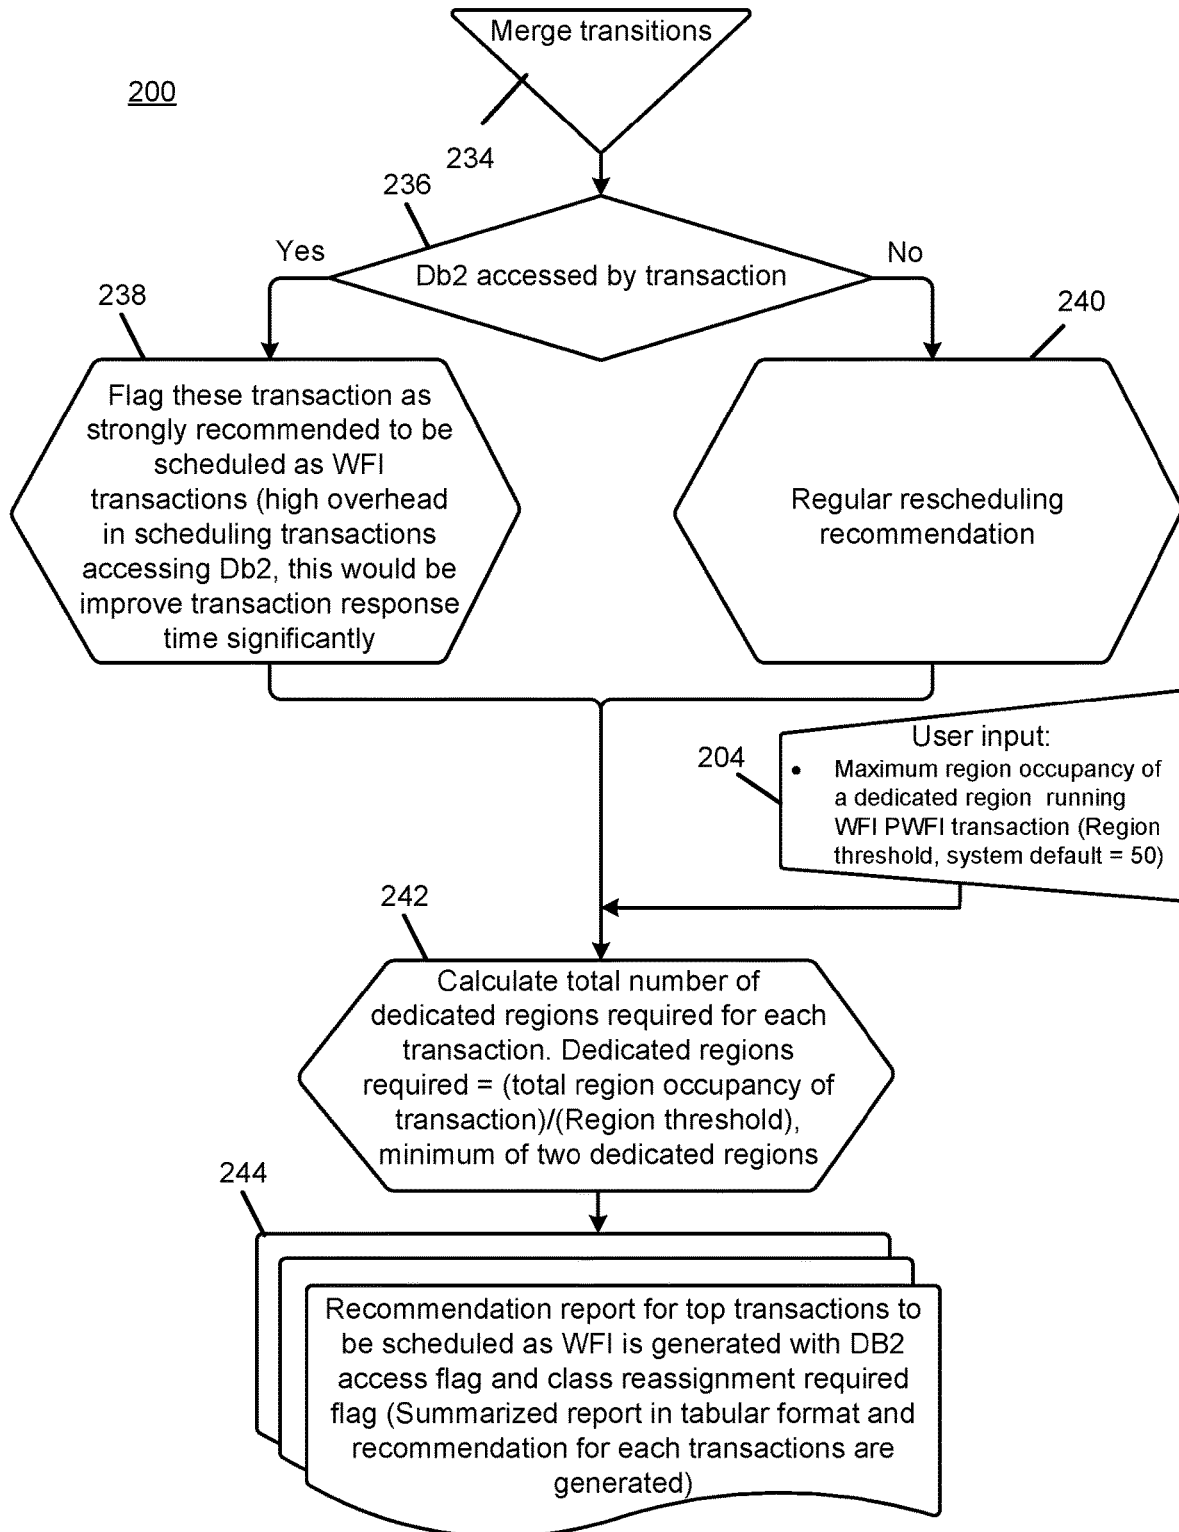 Merge transitions
200
234
236
Yes
No
Db2 accessed by transaction
238
240
Flag these transaction as
strongly recommended to be
scheduled as WFI
transactions (high overhead
in scheduling transactions
accessing Db2, this would be
improve transaction response
time significantly
Regular rescheduling
recommendation
204
User input:
• Maximum region occupancy of
a dedicated region running
WFI PWFI transaction (Region
threshold, system default = 50)
242
Calculate total number of
dedicated regions required for each
transaction. Dedicated regions
required = (total region occupancy of
transaction)/(Region threshold),
minimum of two dedicated regions
244
Recommendation report for top transactions to
be scheduled as WFI is generated with DB2
access flag and class reassignment required
flag (Summarized report in tabular format and
recommendation for each transactions are
generated)